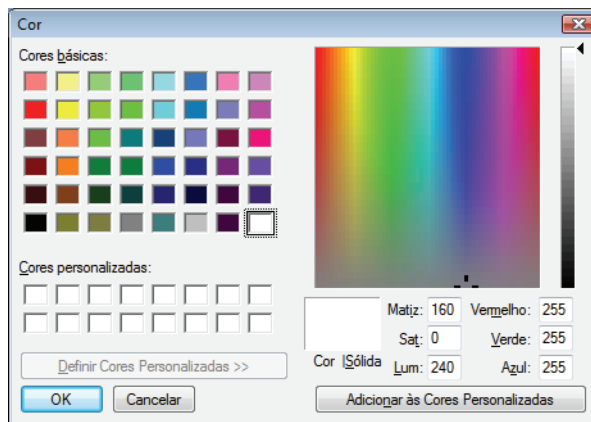 Cor
Cores básicas:
Cores personalizadas:
Definir Cores Personalizadas >>
OK
Cancelar
Cor |Sólida
Matiz: 160
Sat: 0
Lum: 240
Vermelho: 255
Verde: 255
Azul: 255
Adicionar às Cores Personalizadas